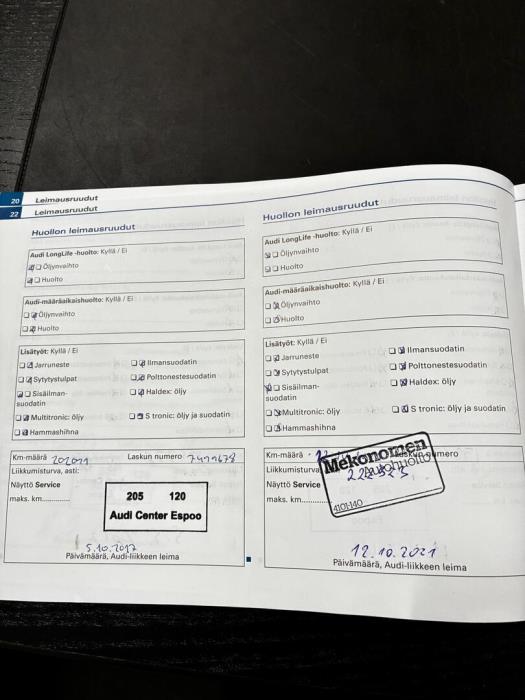 20 Leimausruudut
22 Leimausruudut
Huollon leimausruudut
Audi LongLife -huolto: Kyllä / Ei
Öljynvaihto
Huolto
Audi-määräaikaishuolto: Kyllä / Ei
Öljynvaihto
Huolto
Lisätyöt: Kyllä / Ei
Jarruneste
Ilmansuodatin
Sytytystulpat
Polttonestesuodatin
Sisäilman-
suodatin
Haldex: öljy
Multitronic: öljy
S tronic: öljy ja suodatin
Hammashihna
Km-määrä
Laskun numero
Liikkumisturva, asti:
Näyttö Service
maks. km
205 120
Audi Center Espoo
5.10.2017
Päivämäärä, Audi-liikkeen leima
Huollon leimausruudut
Audi LongLife -huolto: Kyllä / Ei
Öljynvaihto
Huolto
Audi-määräaikaishuolto: Kyllä / Ei
Öljynvaihto
Huolto
Lisätyöt: Kyllä / Ei
Jarruneste
Ilmansuodatin
Sytytystulpat
Polttonestesuodatin
Sisäilman-
suodatin
Haldex: öljy
Multitronic: öljy
S tronic: öljy ja suodatin
Hammashihna
Km-määrä
Mekonomen
Autohuolto
Näyttö Service
maks. km
12.10.2021
Päivämäärä, Audi-liikkeen leima